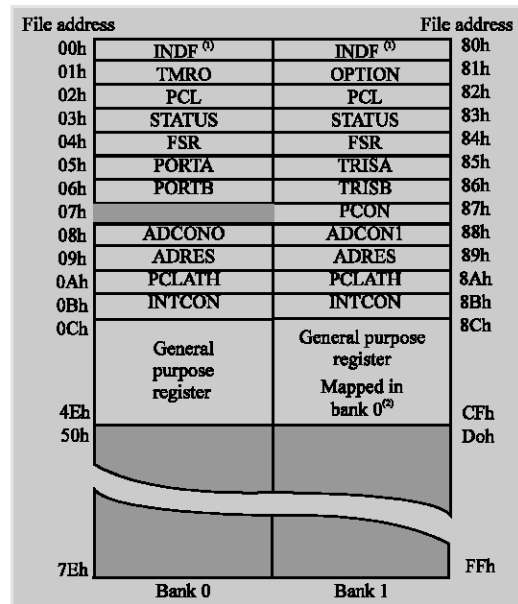 File address File address
00h INDF (1) INDF (1) 80h
01h TMRO OPTION 81h
02h PCL PCL 82h
03h STATUS STATUS 83h
04h FSR FSR 84h
05h PORTA TRISA 85h
06h PORTB TRISB 86h
07h PCON 87h
08h ADCONO ADCON1 88h
09h ADRES ADRES 89h
0Ah PCLATH PCLATH 8Ah
0Bh INTCON INTCON 8Bh
0Ch 8Ch
General
purpose
register
General purpose
register
Mapped in
bank 0(2)
4Eh CFh
50h Doh
7Eh FFh
Bank 0 Bank 1